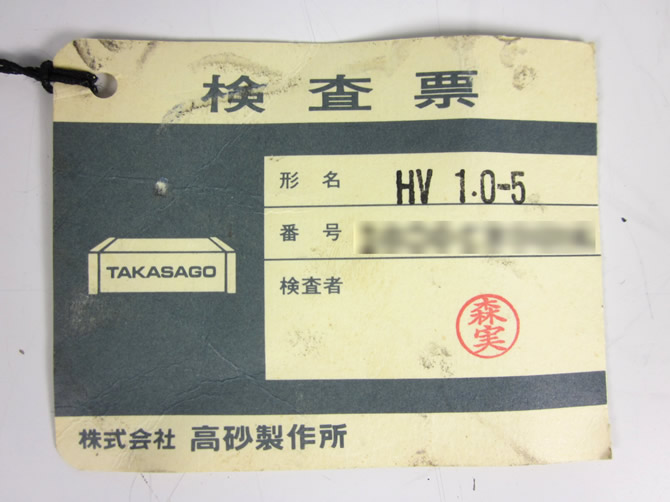 検査票
形名 HV 1.0-5
番号
検査者
森実
TAKASAGO
株式会社 高砂製作所